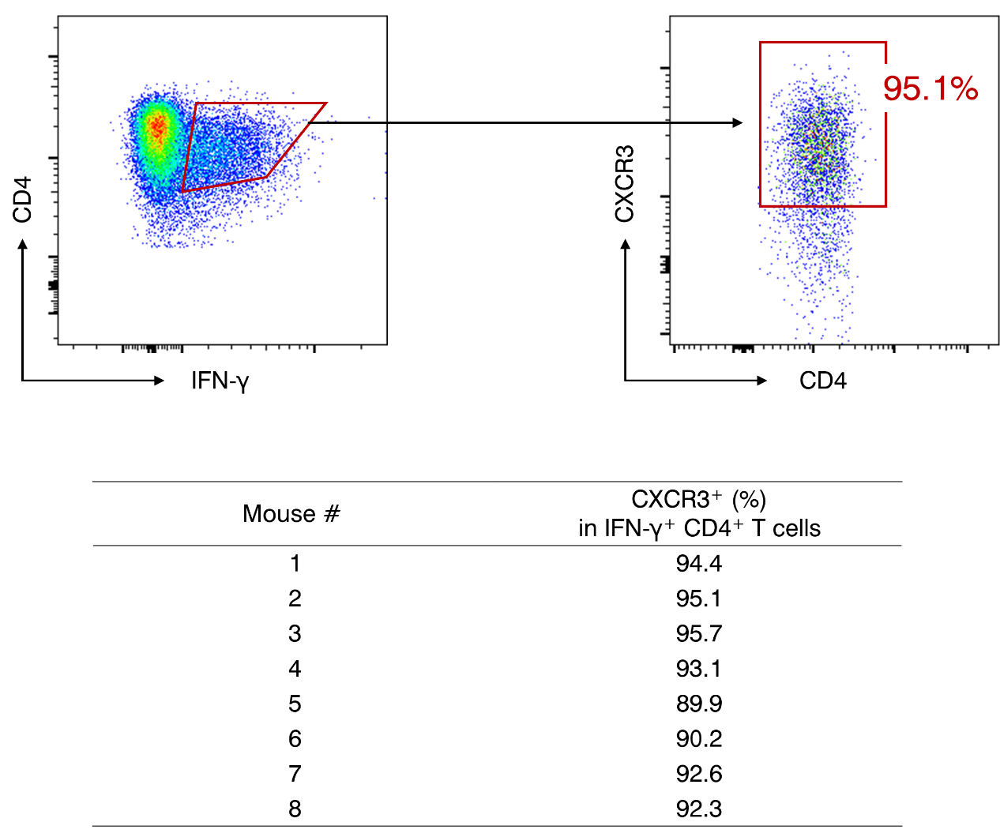 CD4
IFN-γ
CXCR3
95.1%
CD4
Mouse #
CXCR3⁺ (%)
in IFN-γ⁺ CD4⁺ T cells
1 94.4
2 95.1
3 95.7
4 93.1
5 89.9
6 90.2
7 92.6
8 92.3